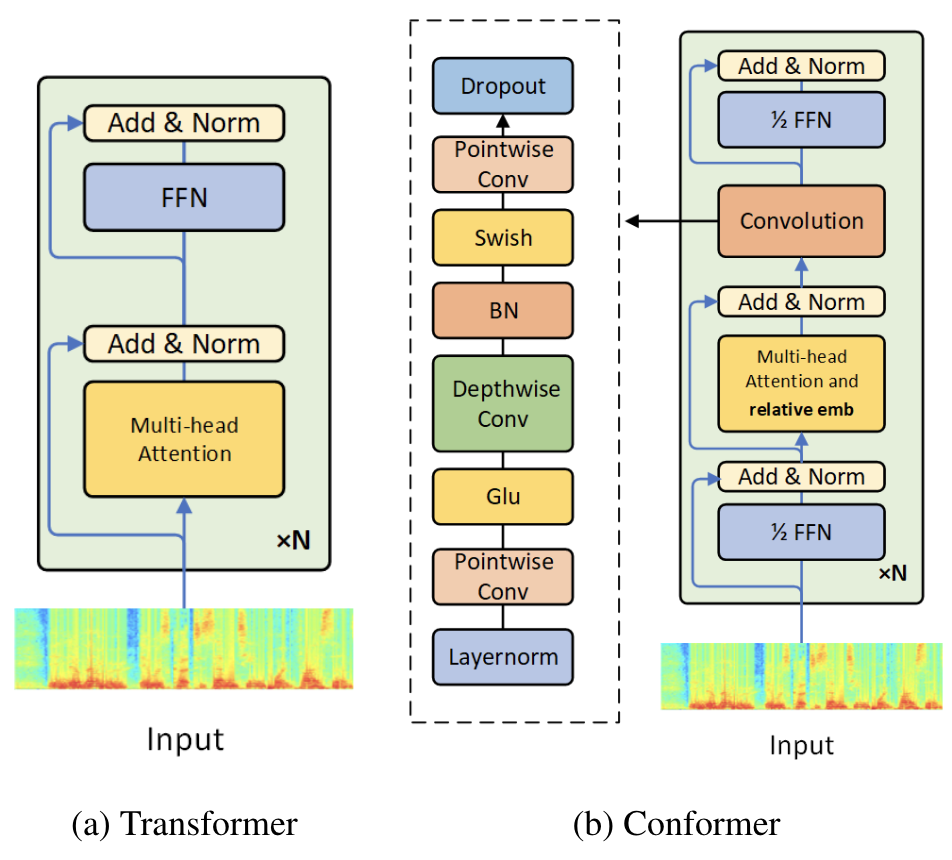 Add & Norm
FFN
Add & Norm
Multi-head
Attention
×N
Input
(a) Transformer
Dropout
Pointwise
Conv
Swish
BN
Depthwise
Conv
Glu
Pointwise
Conv
Layernorm
Add & Norm
½ FFN
Convolution
Add & Norm
Multi-head
Attention and
relative emb
Add & Norm
½ FFN
×N
Input
(b) Conformer